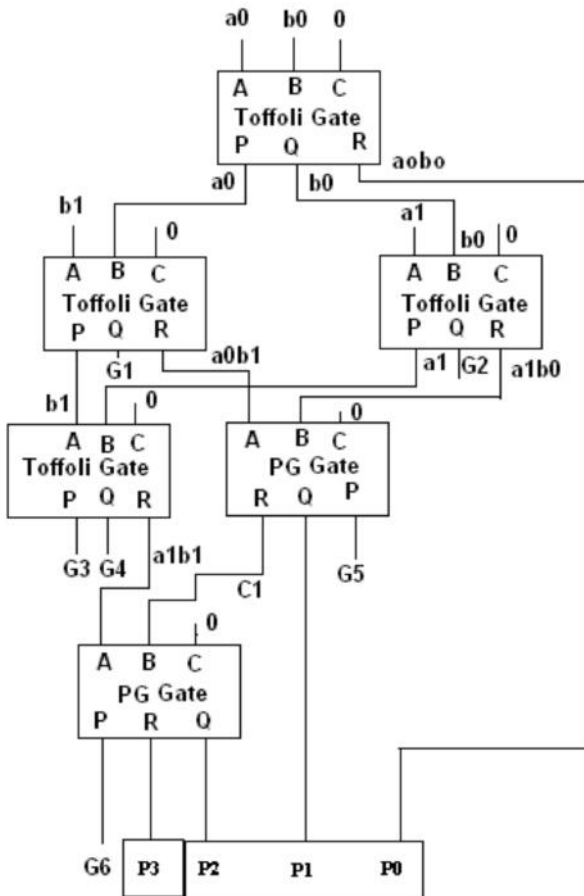 a0 b0 0
A B C
Toffoli Gate
P Q R
aobo
a0 b0
b1 0
a1 b0 0
A B C
Toffoli Gate
P Q R
A B C
Toffoli Gate
P Q R
G1 a0b1
a1 G2 a1b0
b1 0
0
A B C
Toffoli Gate
P Q R
A B C
PG Gate
R Q P
G3 G4 a1b1
C1
G5
0
A B C
PG Gate
P R Q
G6 P3 P2 P1 P0